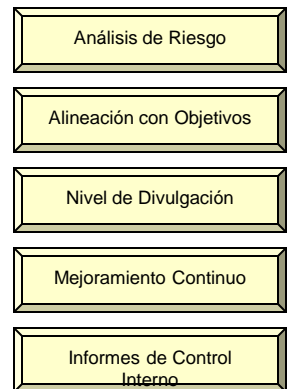 Análisis de Riesgo
Alineación con Objetivos
Nivel de Divulgación
Mejoramiento Continuo
Informes de Control
Interno